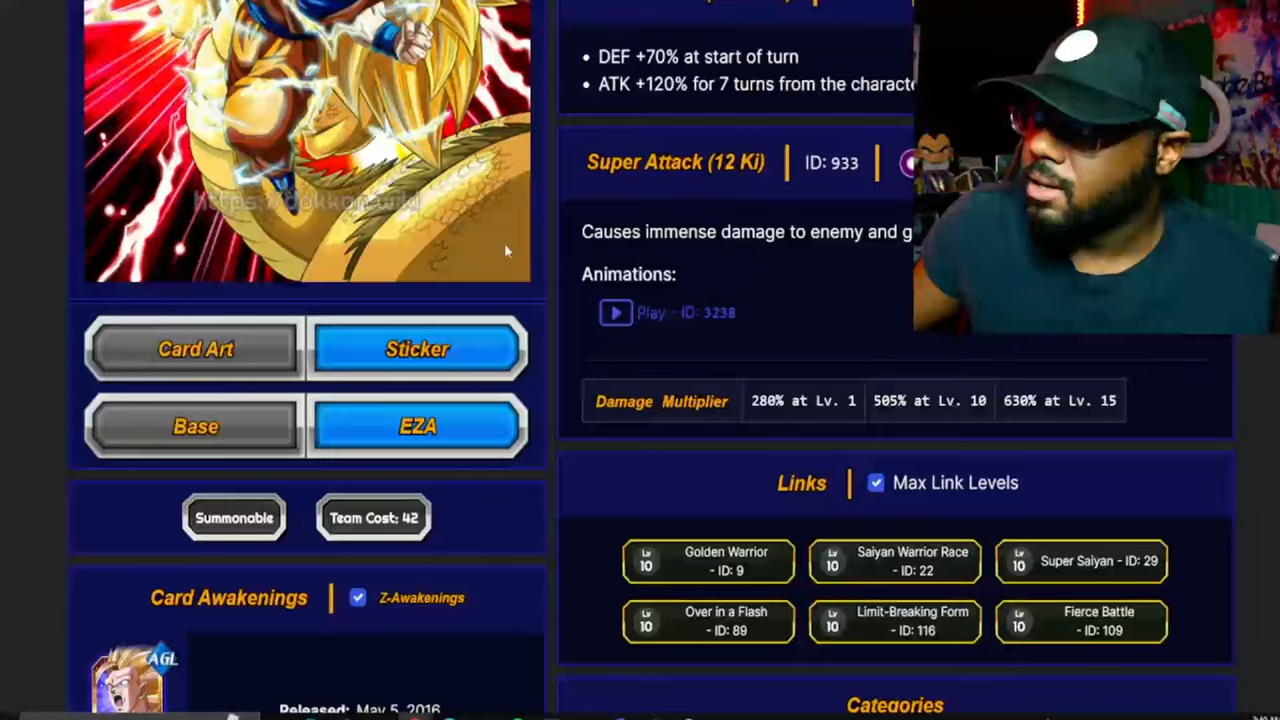 DEF +70% at start of turn
ATK +120% for 7 turns from the characte
Super Attack (12 Ki) ID: 933
Causes immense damage to enemy and g
Animations:
Play - ID: 3238
Damage Multiplier 280% at Lv. 1 505% at Lv. 10 630% at Lv. 15
https://dokkan.wiki
Card Art Sticker
Base EZA
Summonable Team Cost: 42
Card Awakenings Z-Awakenings
AGL
Released: May 5, 2016
Links Max Link Levels
Lv 10 Golden Warrior - ID: 9
Lv 10 Saiyan Warrior Race - ID: 22
Lv 10 Super Saiyan - ID: 29
Lv 10 Over in a Flash - ID: 89
Lv 10 Limit-Breaking Form - ID: 116
Lv 10 Fierce Battle - ID: 109
Categories